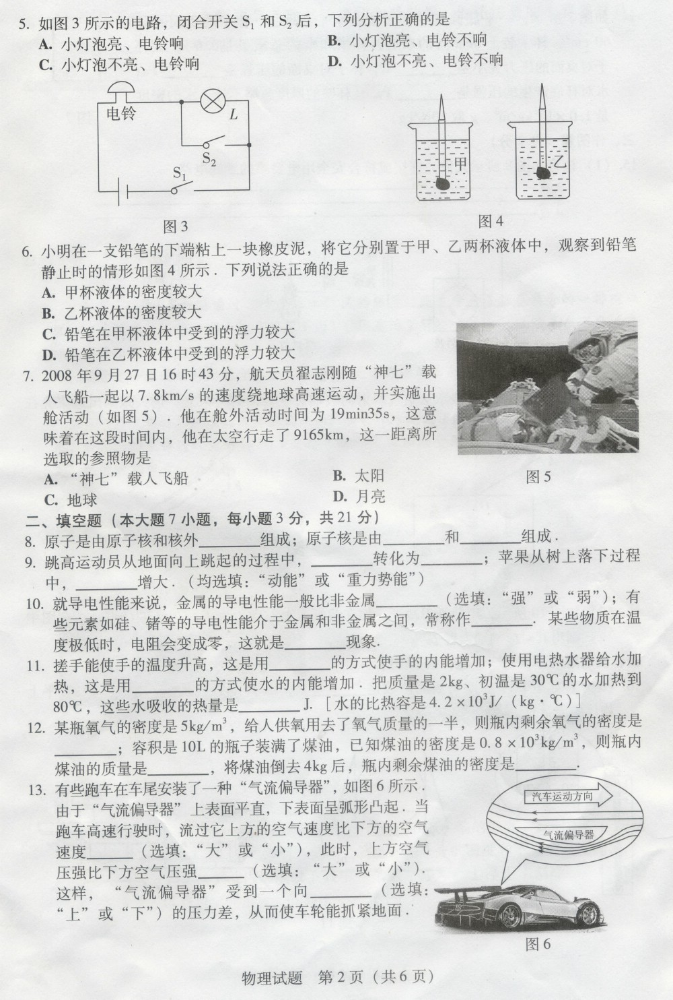 5. 如图 3 所示的电路，闭合开关 S₁ 和 S₂ 后，下列分析正确的是
A. 小灯泡亮、电铃响
B. 小灯泡亮、电铃不响
C. 小灯泡不亮、电铃响
D. 小灯泡不亮、电铃不响
电铃
L
S₂
S₁
甲
乙
图 3
图 4
6. 小明在一支铅笔的下端粘上一块橡皮泥，将它分别置于甲、乙两杯液体中，观察到铅笔
静止时的情形如图 4 所示．下列说法正确的是
A. 甲杯液体的密度较大
B. 乙杯液体的密度较大
C. 铅笔在甲杯液体中受到的浮力较大
D. 铅笔在乙杯液体中受到的浮力较大
7. 2008 年 9 月 27 日 16 时 43 分，航天员翟志刚随“神七”载
人飞船一起以 7.8km/s 的速度绕地球高速运动，并实施出
舱活动（如图 5）．他在舱外活动时间为 19min35s，这意
味着在这段时间内，他在太空行走了 9165km，这一距离所
选取的参照物是
A. “神七”载人飞船
B. 太阳
C. 地球
D. 月亮
图 5
二、填空题（本大题 7 小题，每小题 3 分，共 21 分）
8. 原子是由原子核和核外______组成；原子核是由______和______组成．
9. 跳高运动员从地面向上跳起的过程中，______转化为______；苹果从树上落下过程
中，______增大．（均选填：“动能”或“重力势能”）
10. 就导电性能来说，金属的导电性能一般比非金属______（选填：“强”或“弱”）；有
些元素如硅、锗等的导电性能介于金属和非金属之间，常称作______．某些物质在温
度极低时，电阻会变成零，这就是______现象．
11. 搓手能使手的温度升高，这是用______的方式使手的内能增加；使用电热水器给水加
热，这是用______的方式使水的内能增加．把质量是 2kg、初温是 30℃ 的水加热到
80℃，这些水吸收的热量是______J.［水的比热容是 4.2×10³J/（kg·℃）］
12. 某瓶氧气的密度是 5kg/m³，给人供氧用去了氧气质量的一半，则瓶内剩余氧气的密度是
______；容积是 10L 的瓶子装满了煤油，已知煤油的密度是 0.8×10³kg/m³，则瓶内
煤油的质量是______，将煤油倒去 4kg 后，瓶内剩余煤油的密度是______．
13. 有些跑车在车尾安装了一种“气流偏导器”，如图 6 所示．
由于“气流偏导器”上表面平直，下表面呈弧形凸起．当
跑车高速行驶时，流过它上方的空气速度比下方的空气
速度______（选填：“大”或“小”），此时，上方空气
压强比下方空气压强______（选填：“大”或“小”）．
这样，“气流偏导器”受到一个向______（选填：
“上”或“下”）的压力差，从而使车轮能抓紧地面．
汽车运动方向
气流偏导器
图 6
物理试题 第 2 页（共 6 页）